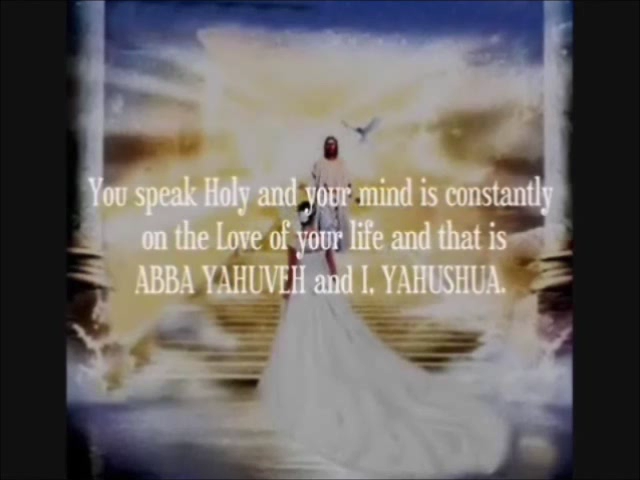 You speak Holy and your mind is constantly
on the Love of your life and that is
ABBA YAHUVEH and I, YAHUSHUA.